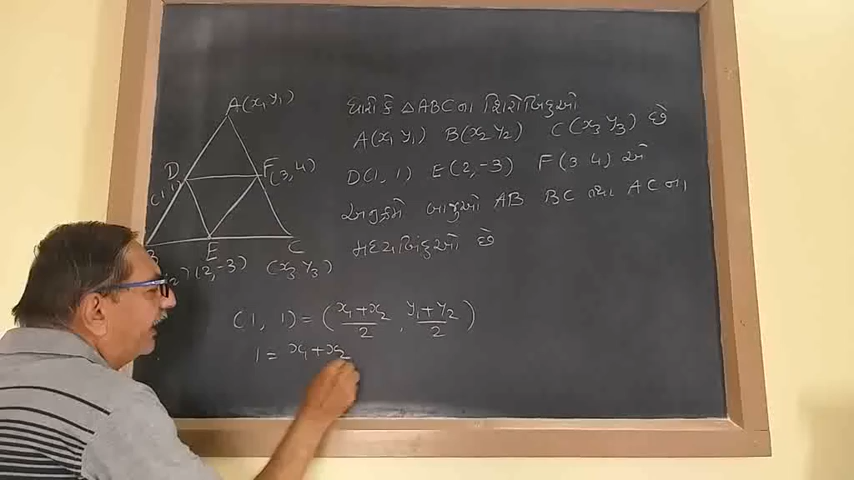 A(x₁ y₁)
D
(1, 1)
F(3, 4)
E
C
(2, -3)
(x₃ y₃)
ધારો કે △ABC ના શિરોબિંદુઓ
A(x₁ y₁) B(x₂ y₂) C(x₃ y₃) છે
D(1, 1) E(2, -3) F(3 4) એ
અનુક્રમે બાજુઓ AB BC તથા AC ના
મધ્યબિંદુઓ છે
(1, 1) = (x₁+x₂/2, y₁+y₂/2)
1 = x₁+x₂